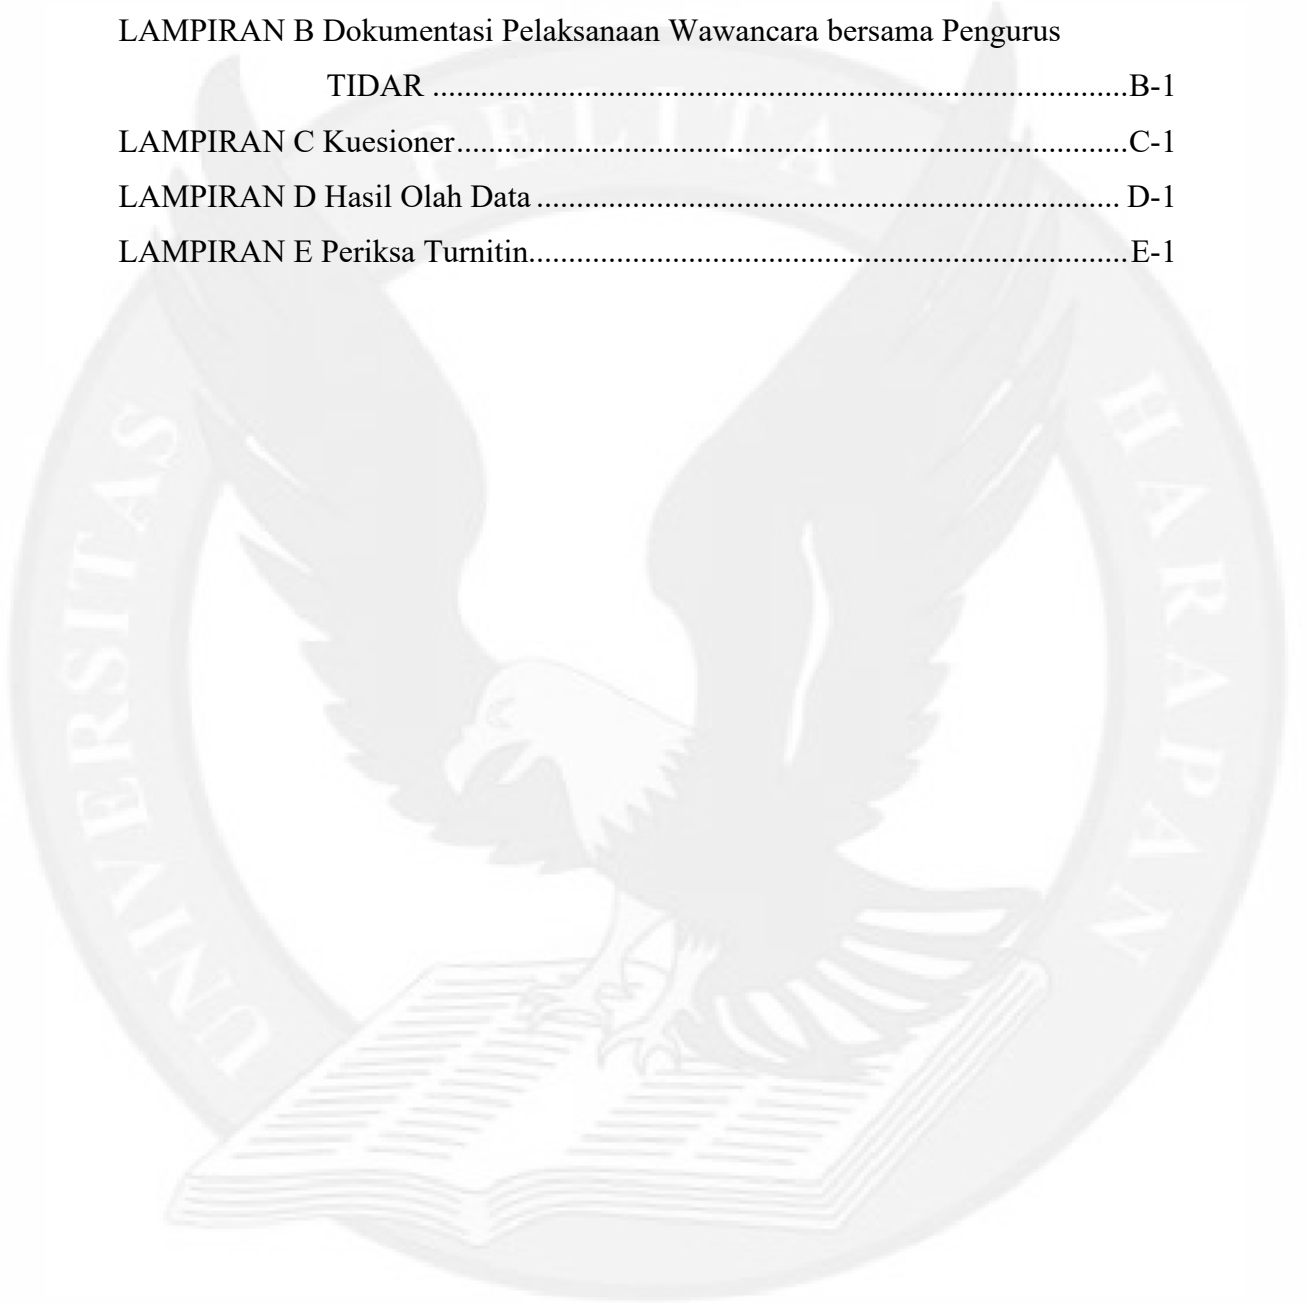 LAMPIRAN B Dokumentasi Pelaksanaan Wawancara bersama Pengurus
TIDAR ......................................................................................B-1
LAMPIRAN C Kuesioner...................................................................................C-1
LAMPIRAN D Hasil Olah Data ........................................................................ D-1
LAMPIRAN E Periksa Turnitin..........................................................................E-1
UNIVERSITAS PELITA HARAPAN